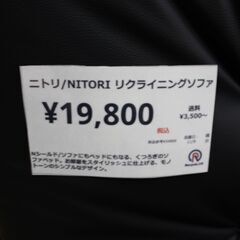 ニトリ/NITORI リクライニングソファ
¥19,800
税込
送料
¥3,500〜
Nシールド/ソファにもベッドにもなる、くつろぎのソ
ファベッド。お部屋をスタイリッシュに仕上げる、モノ
トーンのシンプルなデザイン。